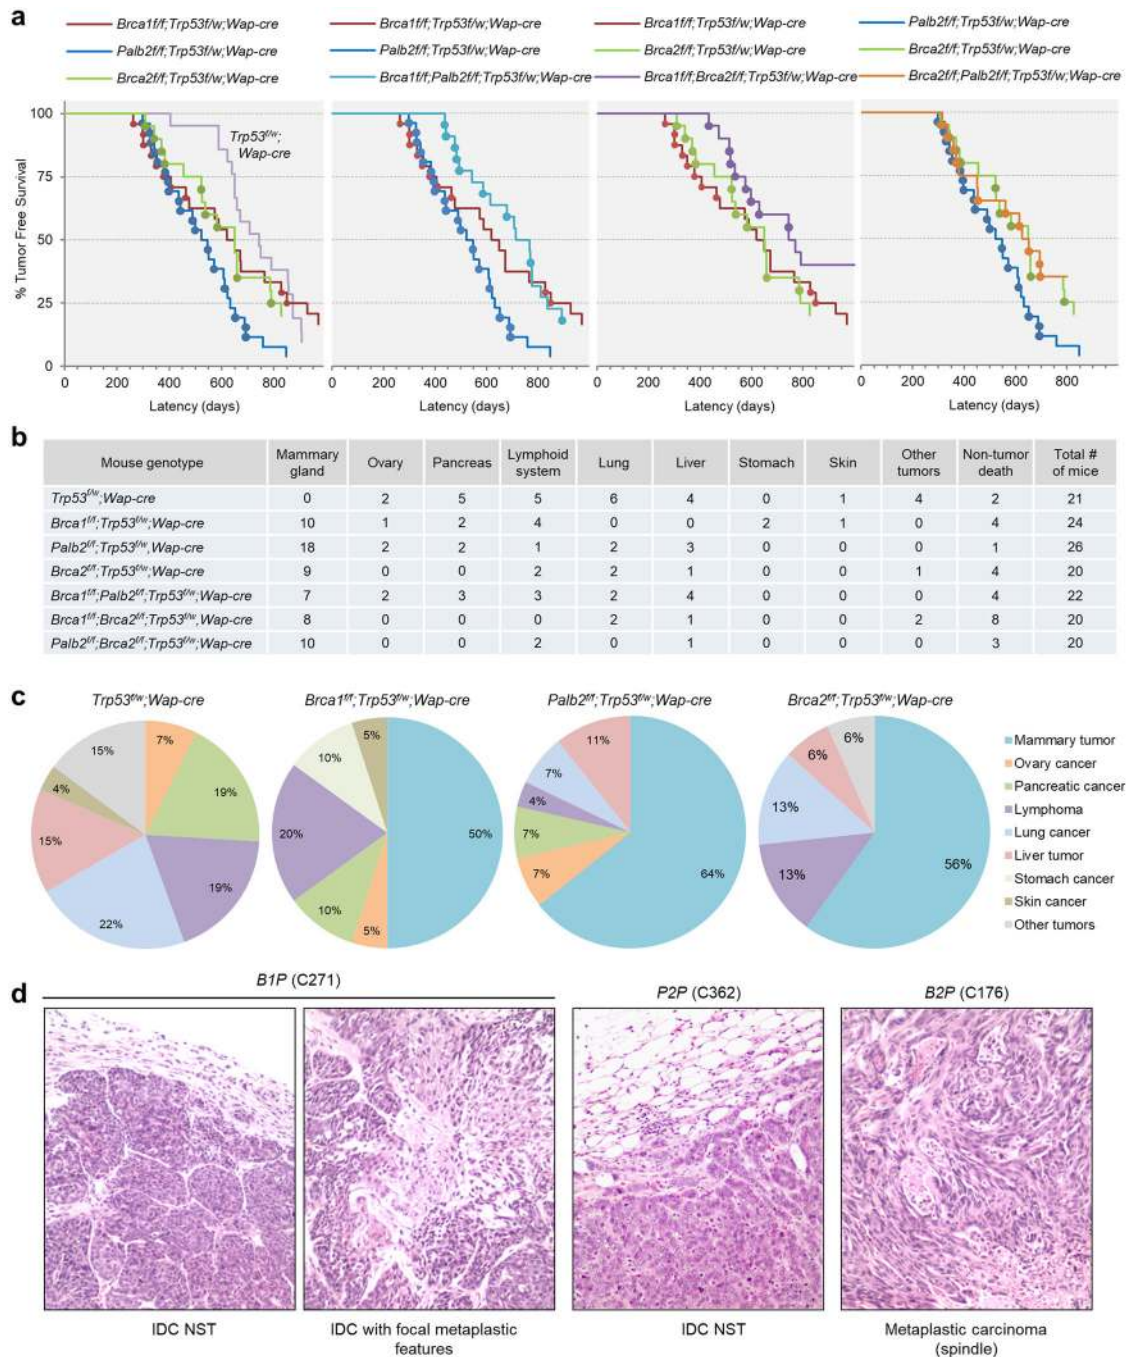 a
Brca1f/f;Trp53f/w;Wap-cre
Palb2f/f;Trp53f/w;Wap-cre
Brca2f/f;Trp53f/w;Wap-cre
Brca1f/f;Trp53f/w;Wap-cre
Palb2f/f;Trp53f/w;Wap-cre
Brca1f/f;Palb2f/f;Trp53f/w;Wap-cre
Brca1f/f;Trp53f/w;Wap-cre
Brca2f/f;Trp53f/w;Wap-cre
Brca1f/f;Brca2f/f;Trp53f/w;Wap-cre
Palb2f/f;Trp53f/w;Wap-cre
Brca2f/f;Trp53f/w;Wap-cre
Brca2f/f;Palb2f/f;Trp53f/w;Wap-cre
% Tumor Free Survival
100
75
50
25
0
Trp53f/w;
Wap-cre
0 200 400 600 800
Latency (days)
0 200 400 600 800
Latency (days)
0 200 400 600 800
Latency (days)
0 200 400 600 800
Latency (days)
b
Mouse genotype Mammary gland Ovary Pancreas Lymphoid system Lung Liver Stomach Skin Other tumors Non-tumor death Total # of mice
Trp53f/w;Wap-cre 0 2 5 5 6 4 0 1 4 2 21
Brca1f/f;Trp53f/w;Wap-cre 10 1 2 4 0 0 2 1 0 4 24
Palb2f/f;Trp53f/w,Wap-cre 18 2 2 1 2 3 0 0 0 1 26
Brca2f/f;Trp53f/w;Wap-cre 9 0 0 2 2 1 0 0 1 4 20
Brca1f/f;Palb2f/f;Trp53f/w;Wap-cre 7 2 3 3 2 4 0 0 0 4 22
Brca1f/f;Brca2f/f;Trp53f/w,Wap-cre 8 0 0 0 2 1 0 0 2 8 20
Palb2f/f;Brca2f/f;Trp53f/w;Wap-cre 10 0 0 2 0 1 0 0 0 3 20
c
Trp53f/w;Wap-cre
7%
19%
19%
22%
15%
4%
15%
Brca1f/f;Trp53f/w;Wap-cre
50%
5%
10%
20%
10%
5%
Palb2f/f;Trp53f/w;Wap-cre
64%
7%
7%
4%
7%
11%
Brca2f/f;Trp53f/w;Wap-cre
56%
13%
13%
6%
6%
Mammary tumor
Ovary cancer
Pancreatic cancer
Lymphoma
Lung cancer
Liver tumor
Stomach cancer
Skin cancer
Other tumors
d
B1P (C271)
P2P (C362)
B2P (C176)
IDC NST
IDC with focal metaplastic
features
IDC NST
Metaplastic carcinoma
(spindle)